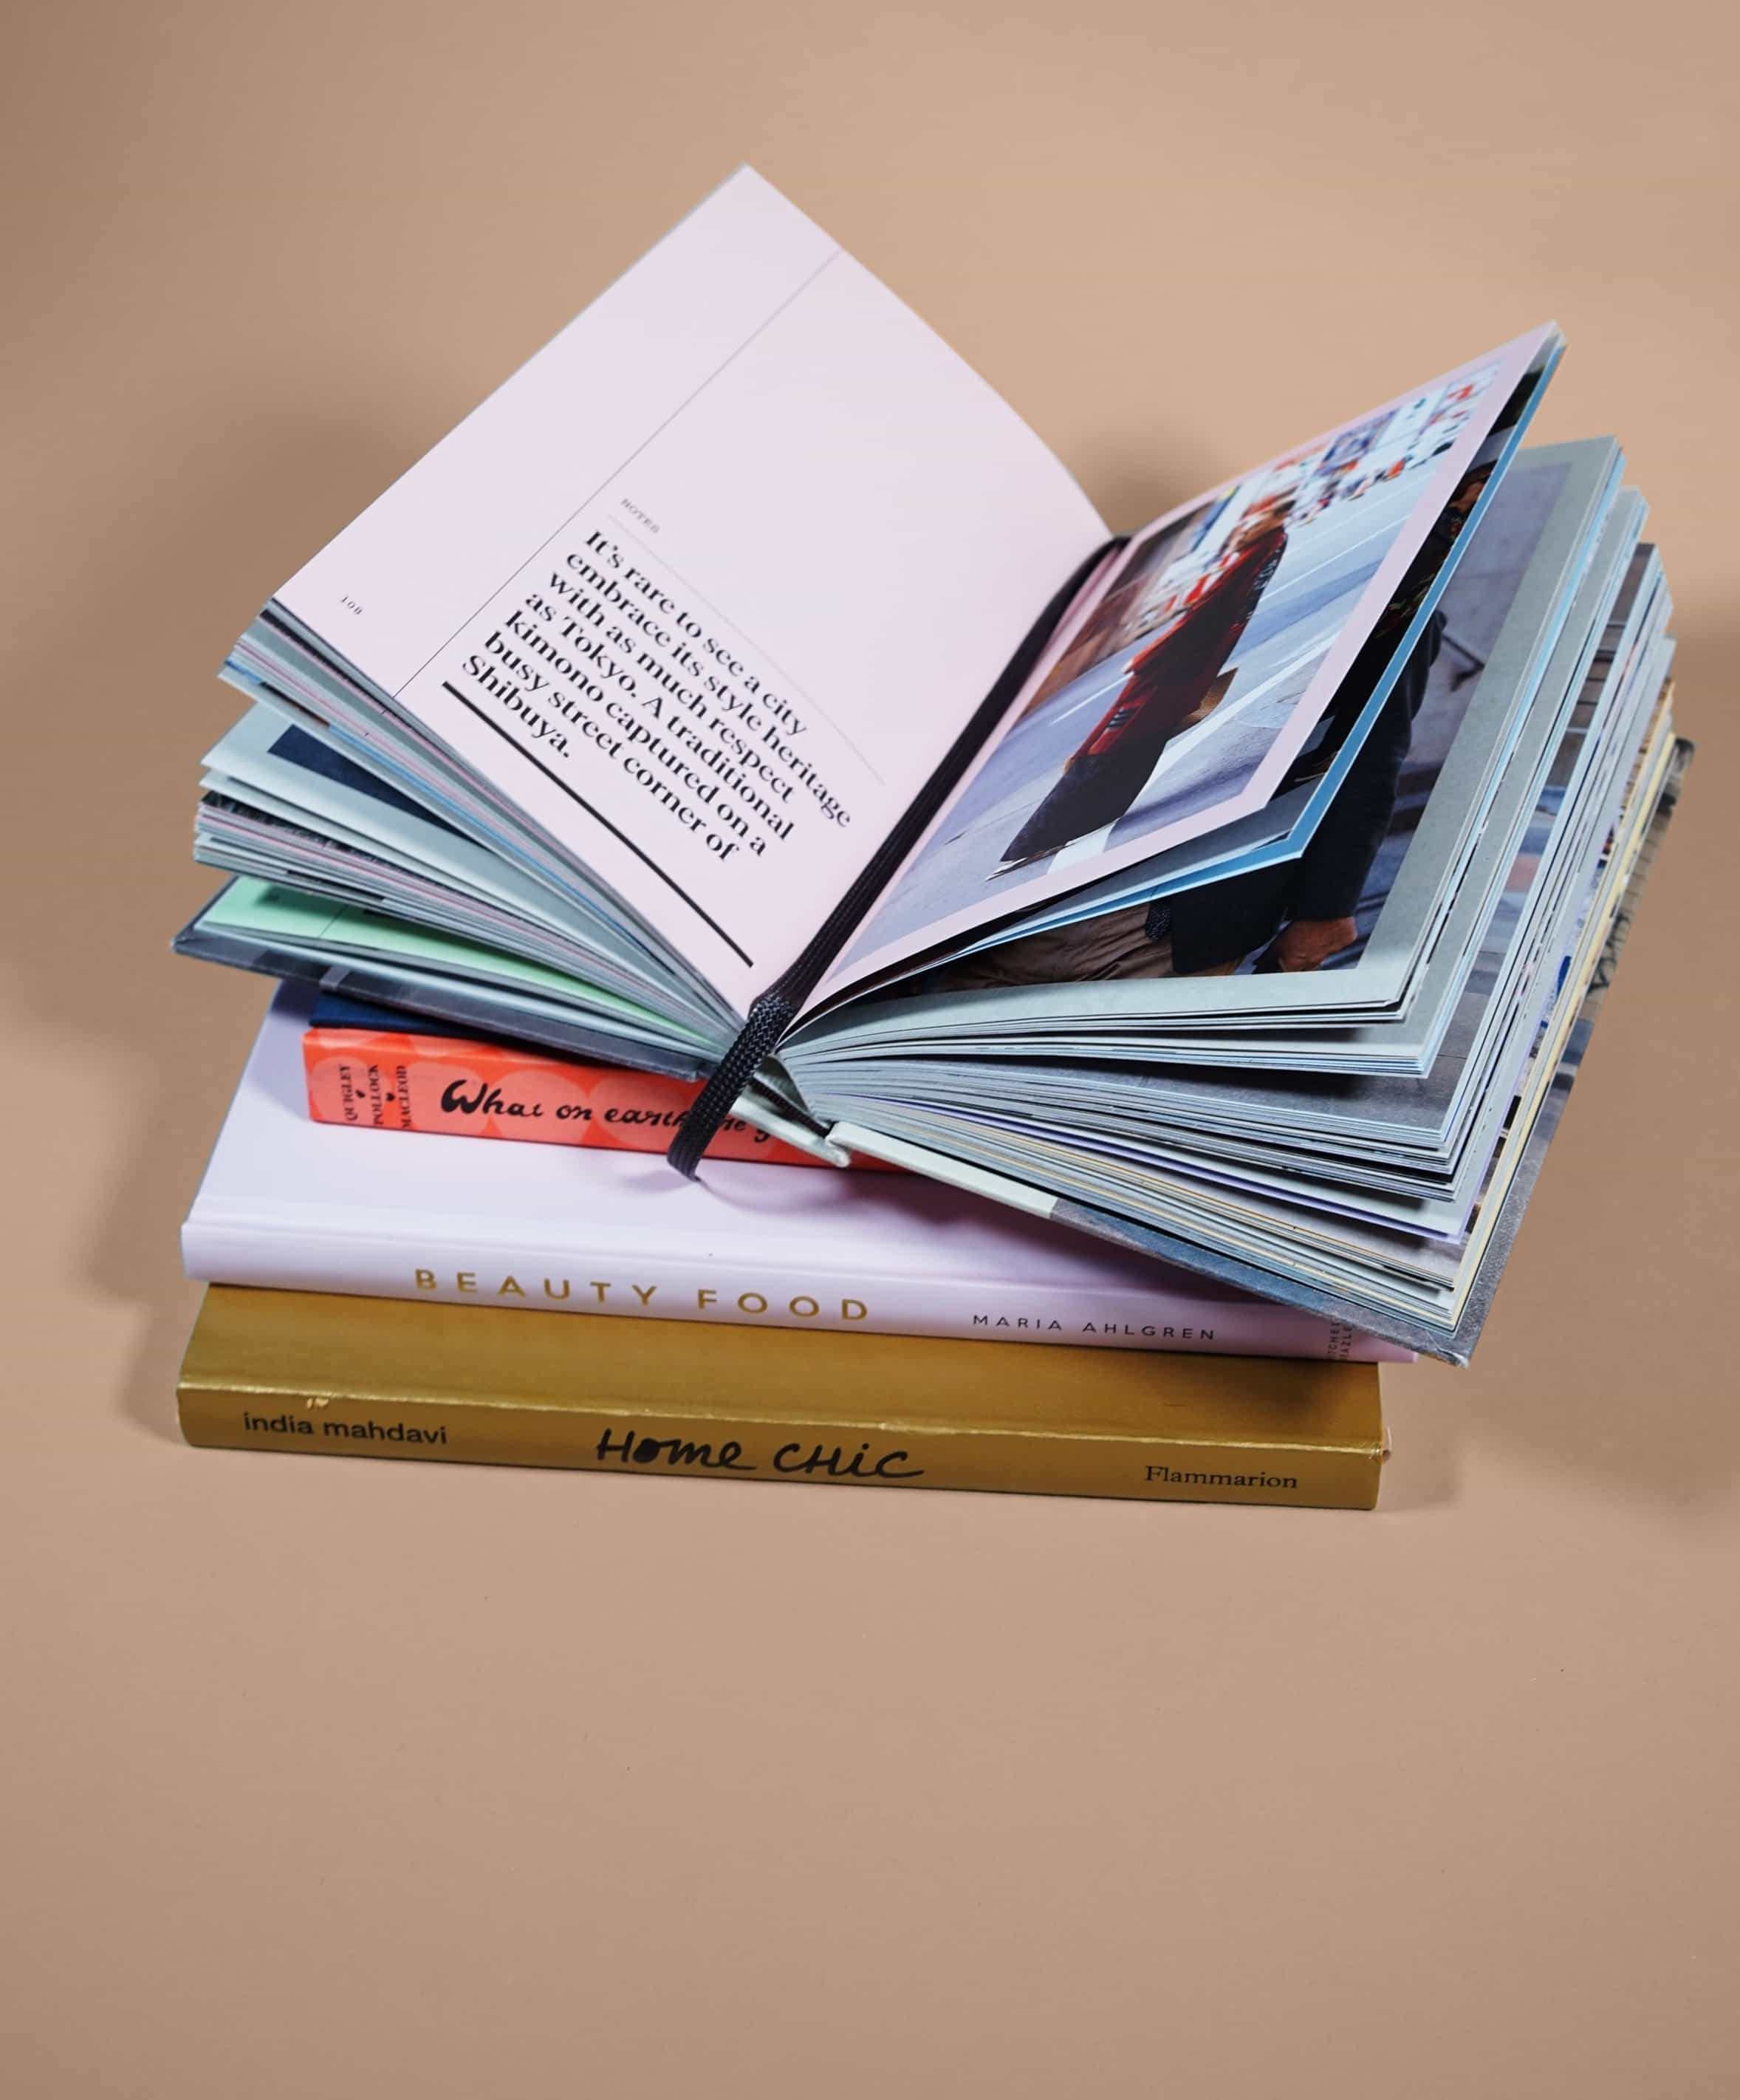 NOTES
It's rare to see a city
embrace its style heritage
with as much respect
as Tokyo. A traditional
kimono captured on a
busy street corner of
Shibuya.
108
QUIGLEY
POLLOCK
MACLEOD
What on earth
BEAUTY FOOD
MARIA AHLGREN
india mahdavi
Home CHiC
Flammarion